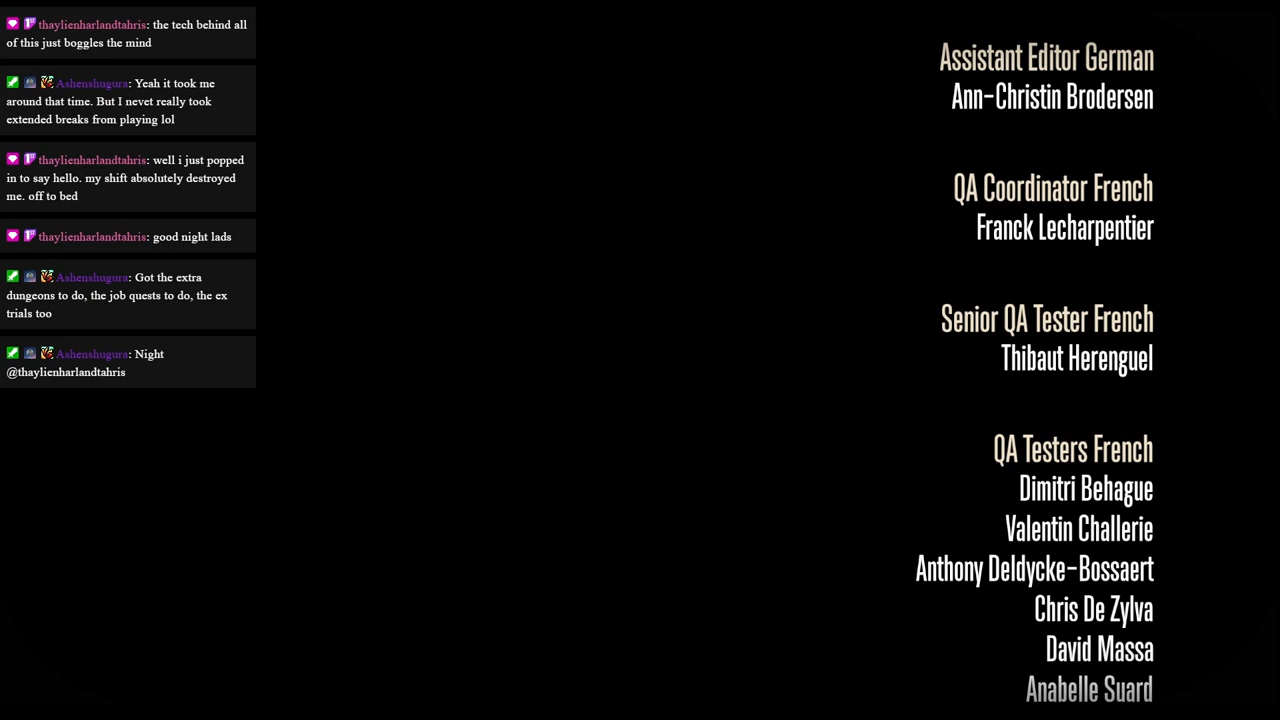 thaylienharlandtahris: the tech behind all
of this just boggles the mind
Ashenshugura: Yeah it took me
around that time. But I nevet really took
extended breaks from playing lol
thaylienharlandtahris: well i just popped
in to say hello. my shift absolutely destroyed
me. off to bed
thaylienharlandtahris: good night lads
Ashenshugura: Got the extra
dungeons to do, the job quests to do, the ex
trials too
Ashenshugura: Night
@thaylienharlandtahris
Assistant Editor German
Ann-Christin Brodersen
QA Coordinator French
Franck Lecharpentier
Senior QA Tester French
Thibaut Herenguel
QA Testers French
Dimitri Behague
Valentin Challerie
Anthony Deldycke-Bossaert
Chris De Zylva
David Massa
Anabelle Suard